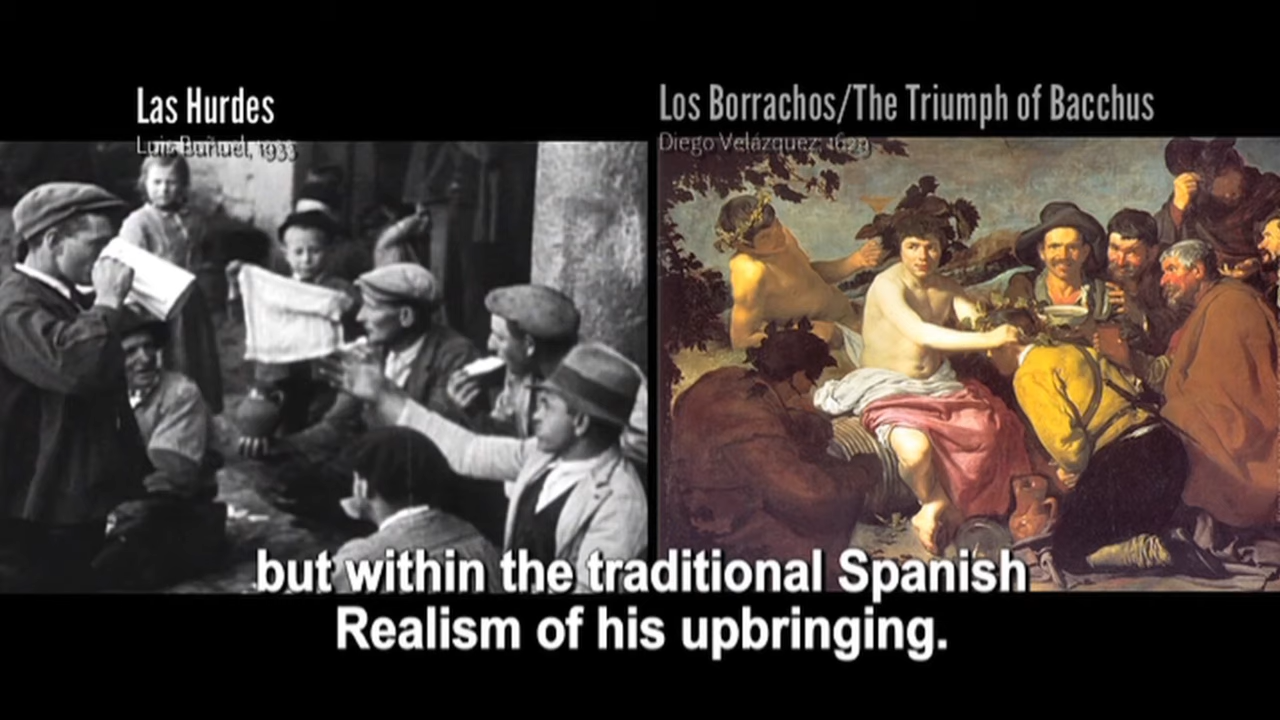 Las Hurdes
Luis Buñuel, 1933
Los Borrachos/The Triumph of Bacchus
Diego Velázquez, 1629
but within the traditional Spanish
Realism of his upbringing.